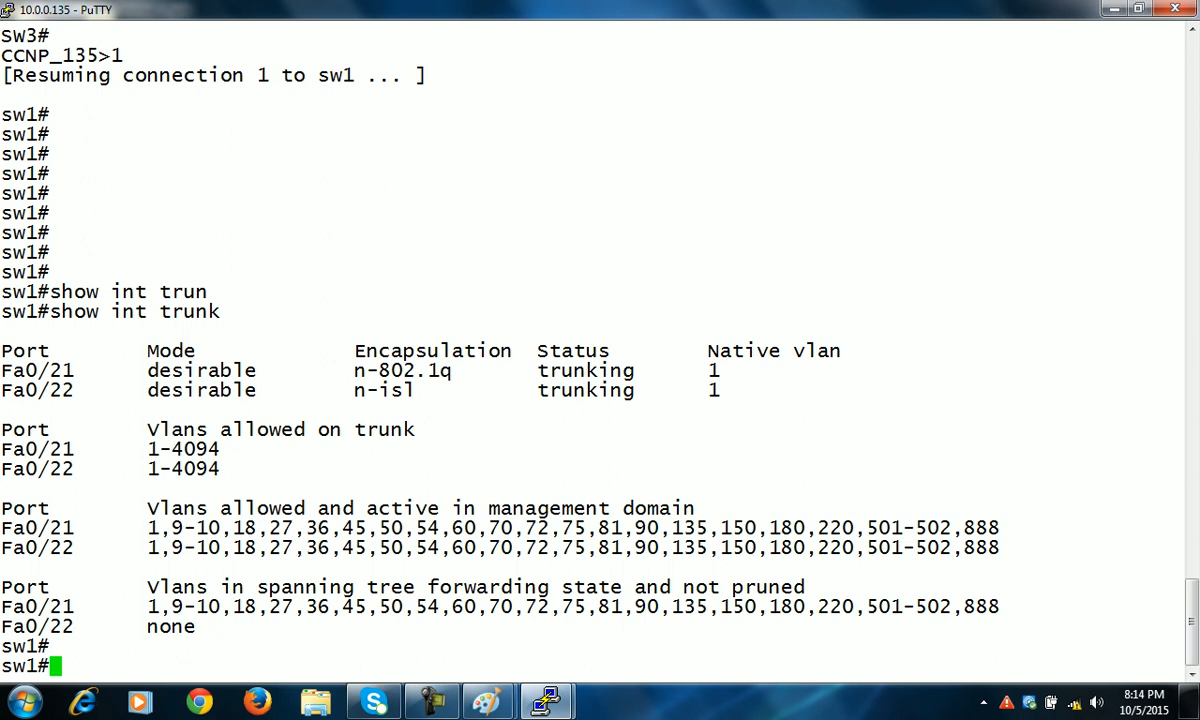 10.0.0.135 - PuTTY
sw3#
CCNP_135>1
[Resuming connection 1 to sw1 ... ]
sw1#
sw1#
sw1#
sw1#
sw1#
sw1#
sw1#
sw1#
sw1#
sw1#show int trun
sw1#show int trunk
Port Mode Encapsulation Status Native vlan
Fa0/21 desirable n-802.1q trunking 1
Fa0/22 desirable n-isl trunking 1
Port Vlans allowed on trunk
Fa0/21 1-4094
Fa0/22 1-4094
Port Vlans allowed and active in management domain
Fa0/21 1,9-10,18,27,36,45,50,54,60,70,72,75,81,90,135,150,180,220,501-502,888
Fa0/22 1,9-10,18,27,36,45,50,54,60,70,72,75,81,90,135,150,180,220,501-502,888
Port Vlans in spanning tree forwarding state and not pruned
Fa0/21 1,9-10,18,27,36,45,50,54,60,70,72,75,81,90,135,150,180,220,501-502,888
Fa0/22 none
sw1#
sw1#
8:14 PM
10/5/2015